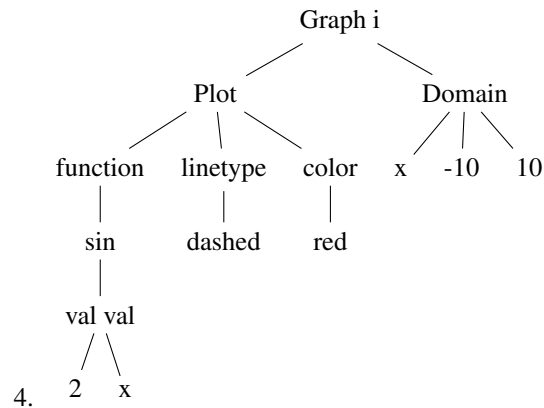 Graph i
Plot Domain
function linetype color x -10 10
sin dashed red
val val
4. 2 x